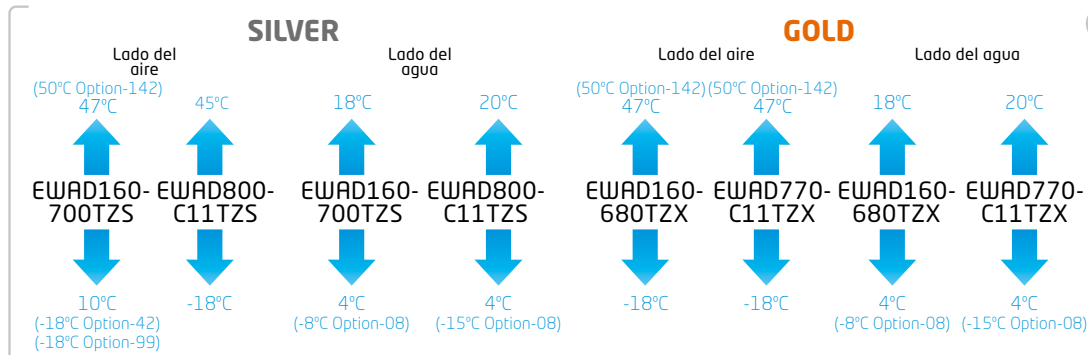 SILVER
Lado del
aire
Lado del
agua
(50°C Option-142)
47°C
45°C
18°C
20°C
EWAD160-
700TZS
EWAD800-
C11TZS
EWAD160-
700TZS
EWAD800-
C11TZS
10°C
(-18°C Option-42)
(-18°C Option-99)
-18°C
4°C
(-8°C Option-08)
4°C
(-15°C Option-08)
GOLD
Lado del aire
Lado del agua
(50°C Option-142)
47°C
(50°C Option-142)
47°C
18°C
20°C
EWAD160-
680TZX
EWAD770-
C11TZX
EWAD160-
680TZX
EWAD770-
C11TZX
-18°C
-18°C
4°C
(-8°C Option-08)
4°C
(-15°C Option-08)